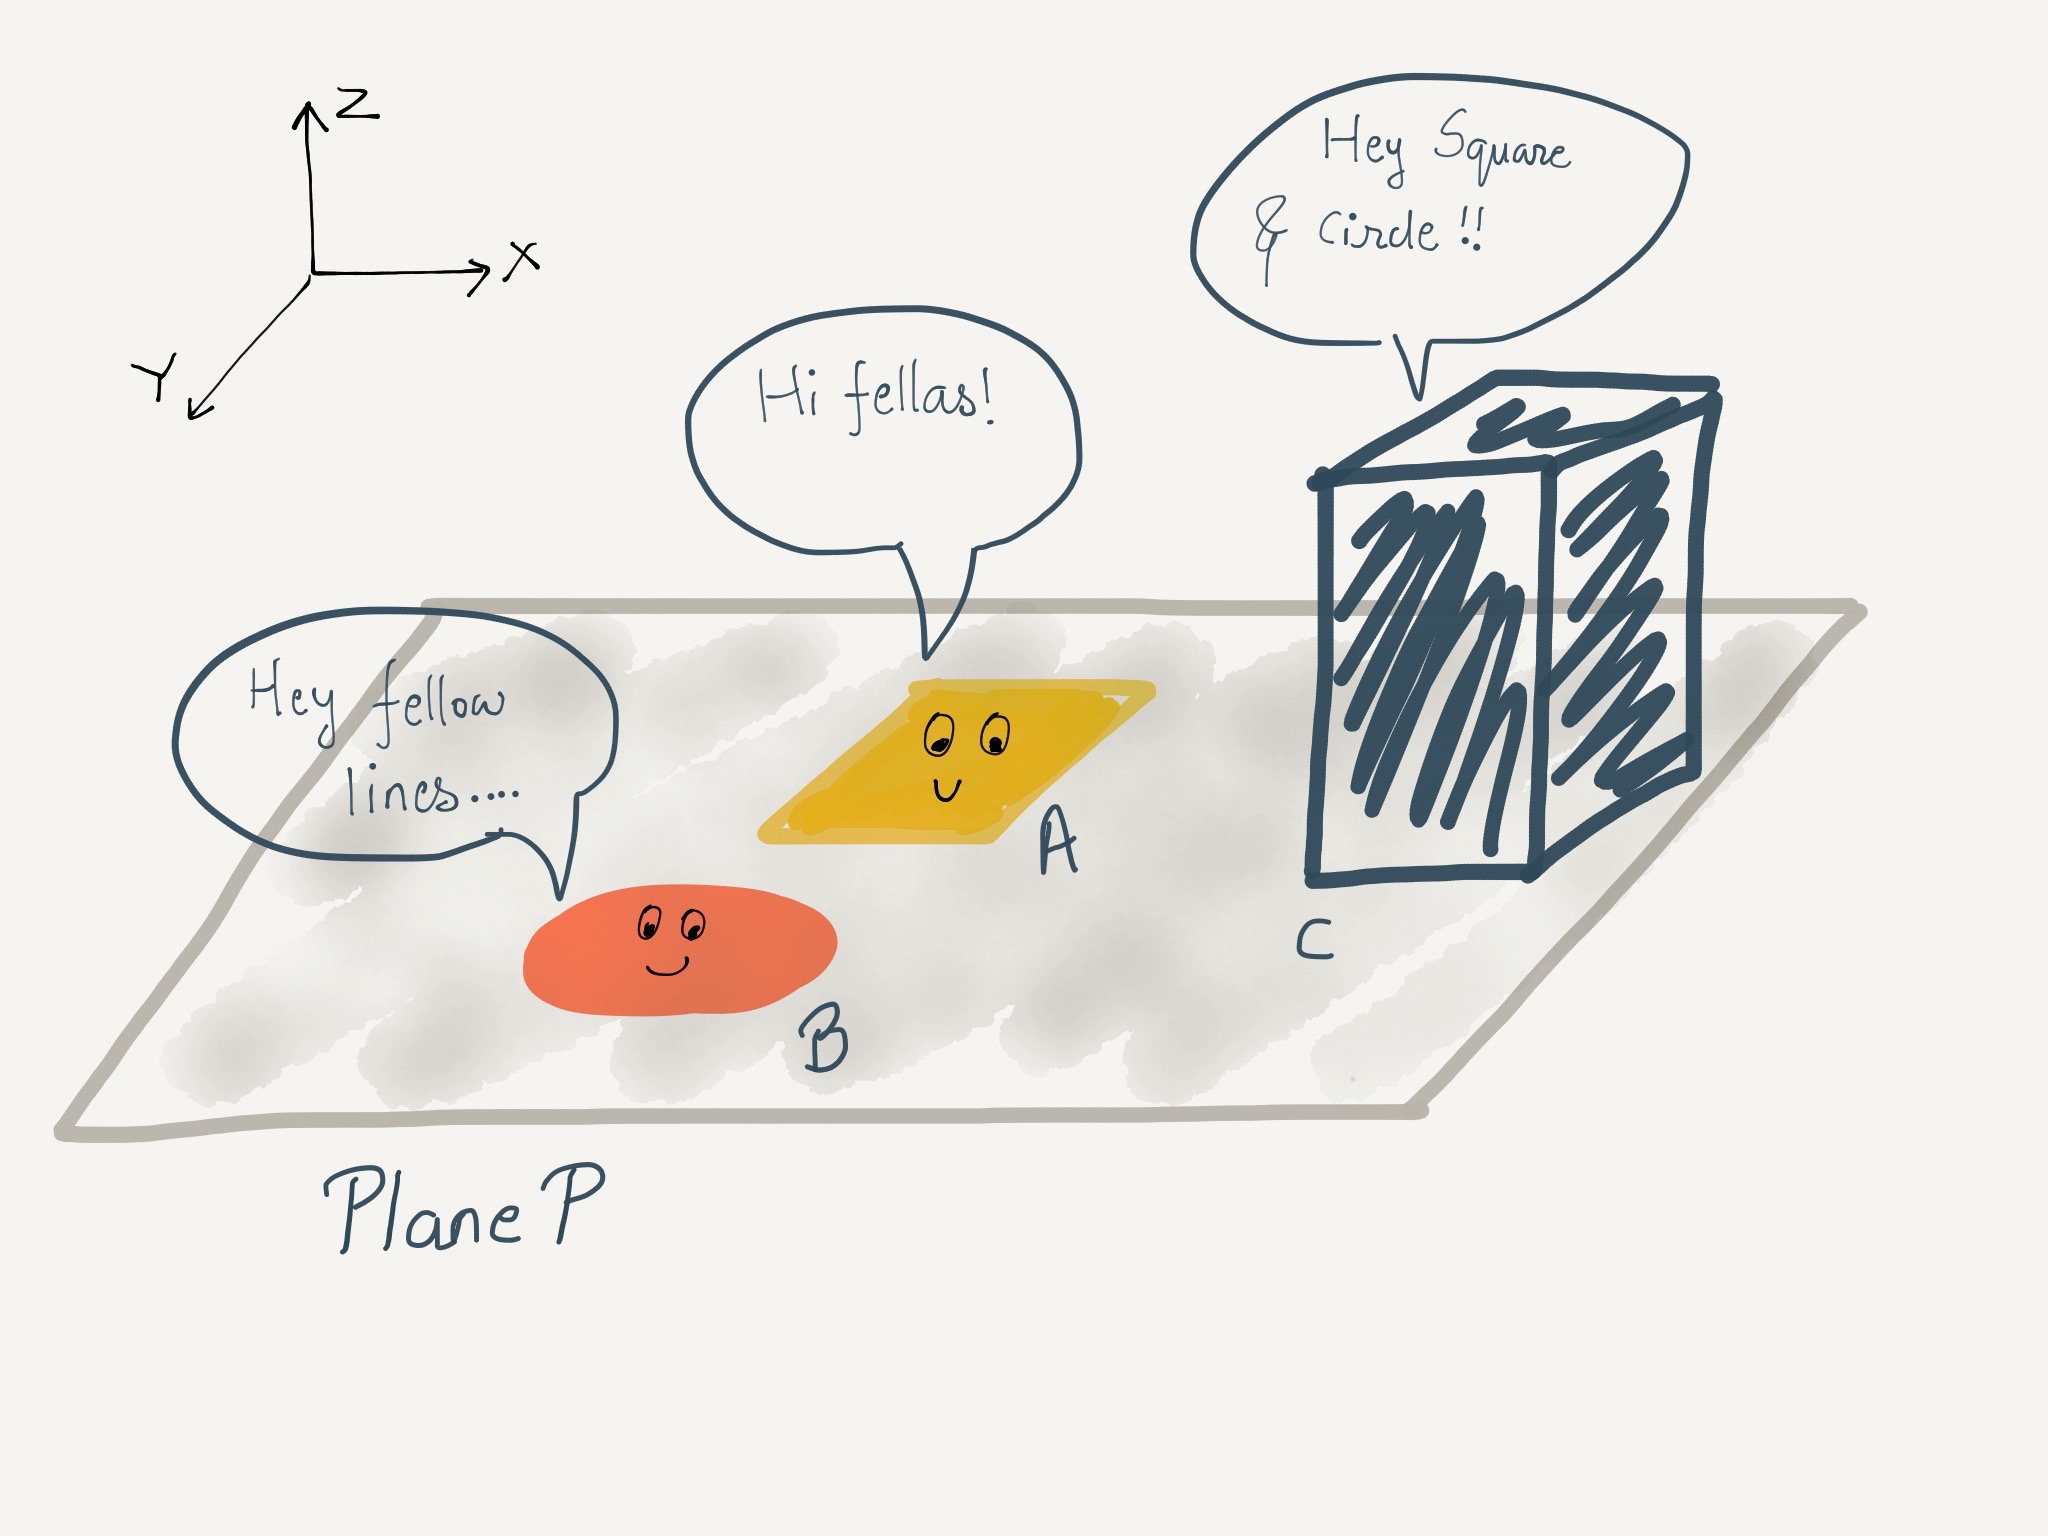 Z
X
Y
Hey Square
& Circle !!
Hi fellas!
Hey fellow
lines....
A
B
C
Plane P